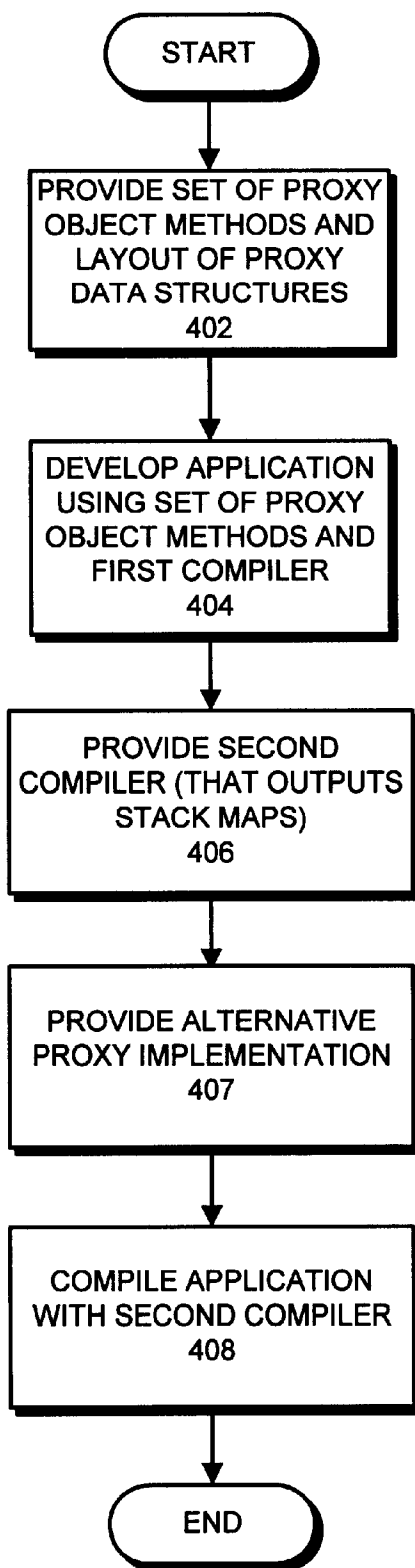 START
PROVIDE SET OF PROXY
OBJECT METHODS AND
LAYOUT OF PROXY
DATA STRUCTURES
402
DEVELOP APPLICATION
USING SET OF PROXY
OBJECT METHODS AND
FIRST COMPILER
404
PROVIDE SECOND
COMPILER (THAT OUTPUTS
STACK MAPS)
406
PROVIDE ALTERNATIVE
PROXY IMPLEMENTATION
407
COMPILE APPLICATION
WITH SECOND COMPILER
408
END